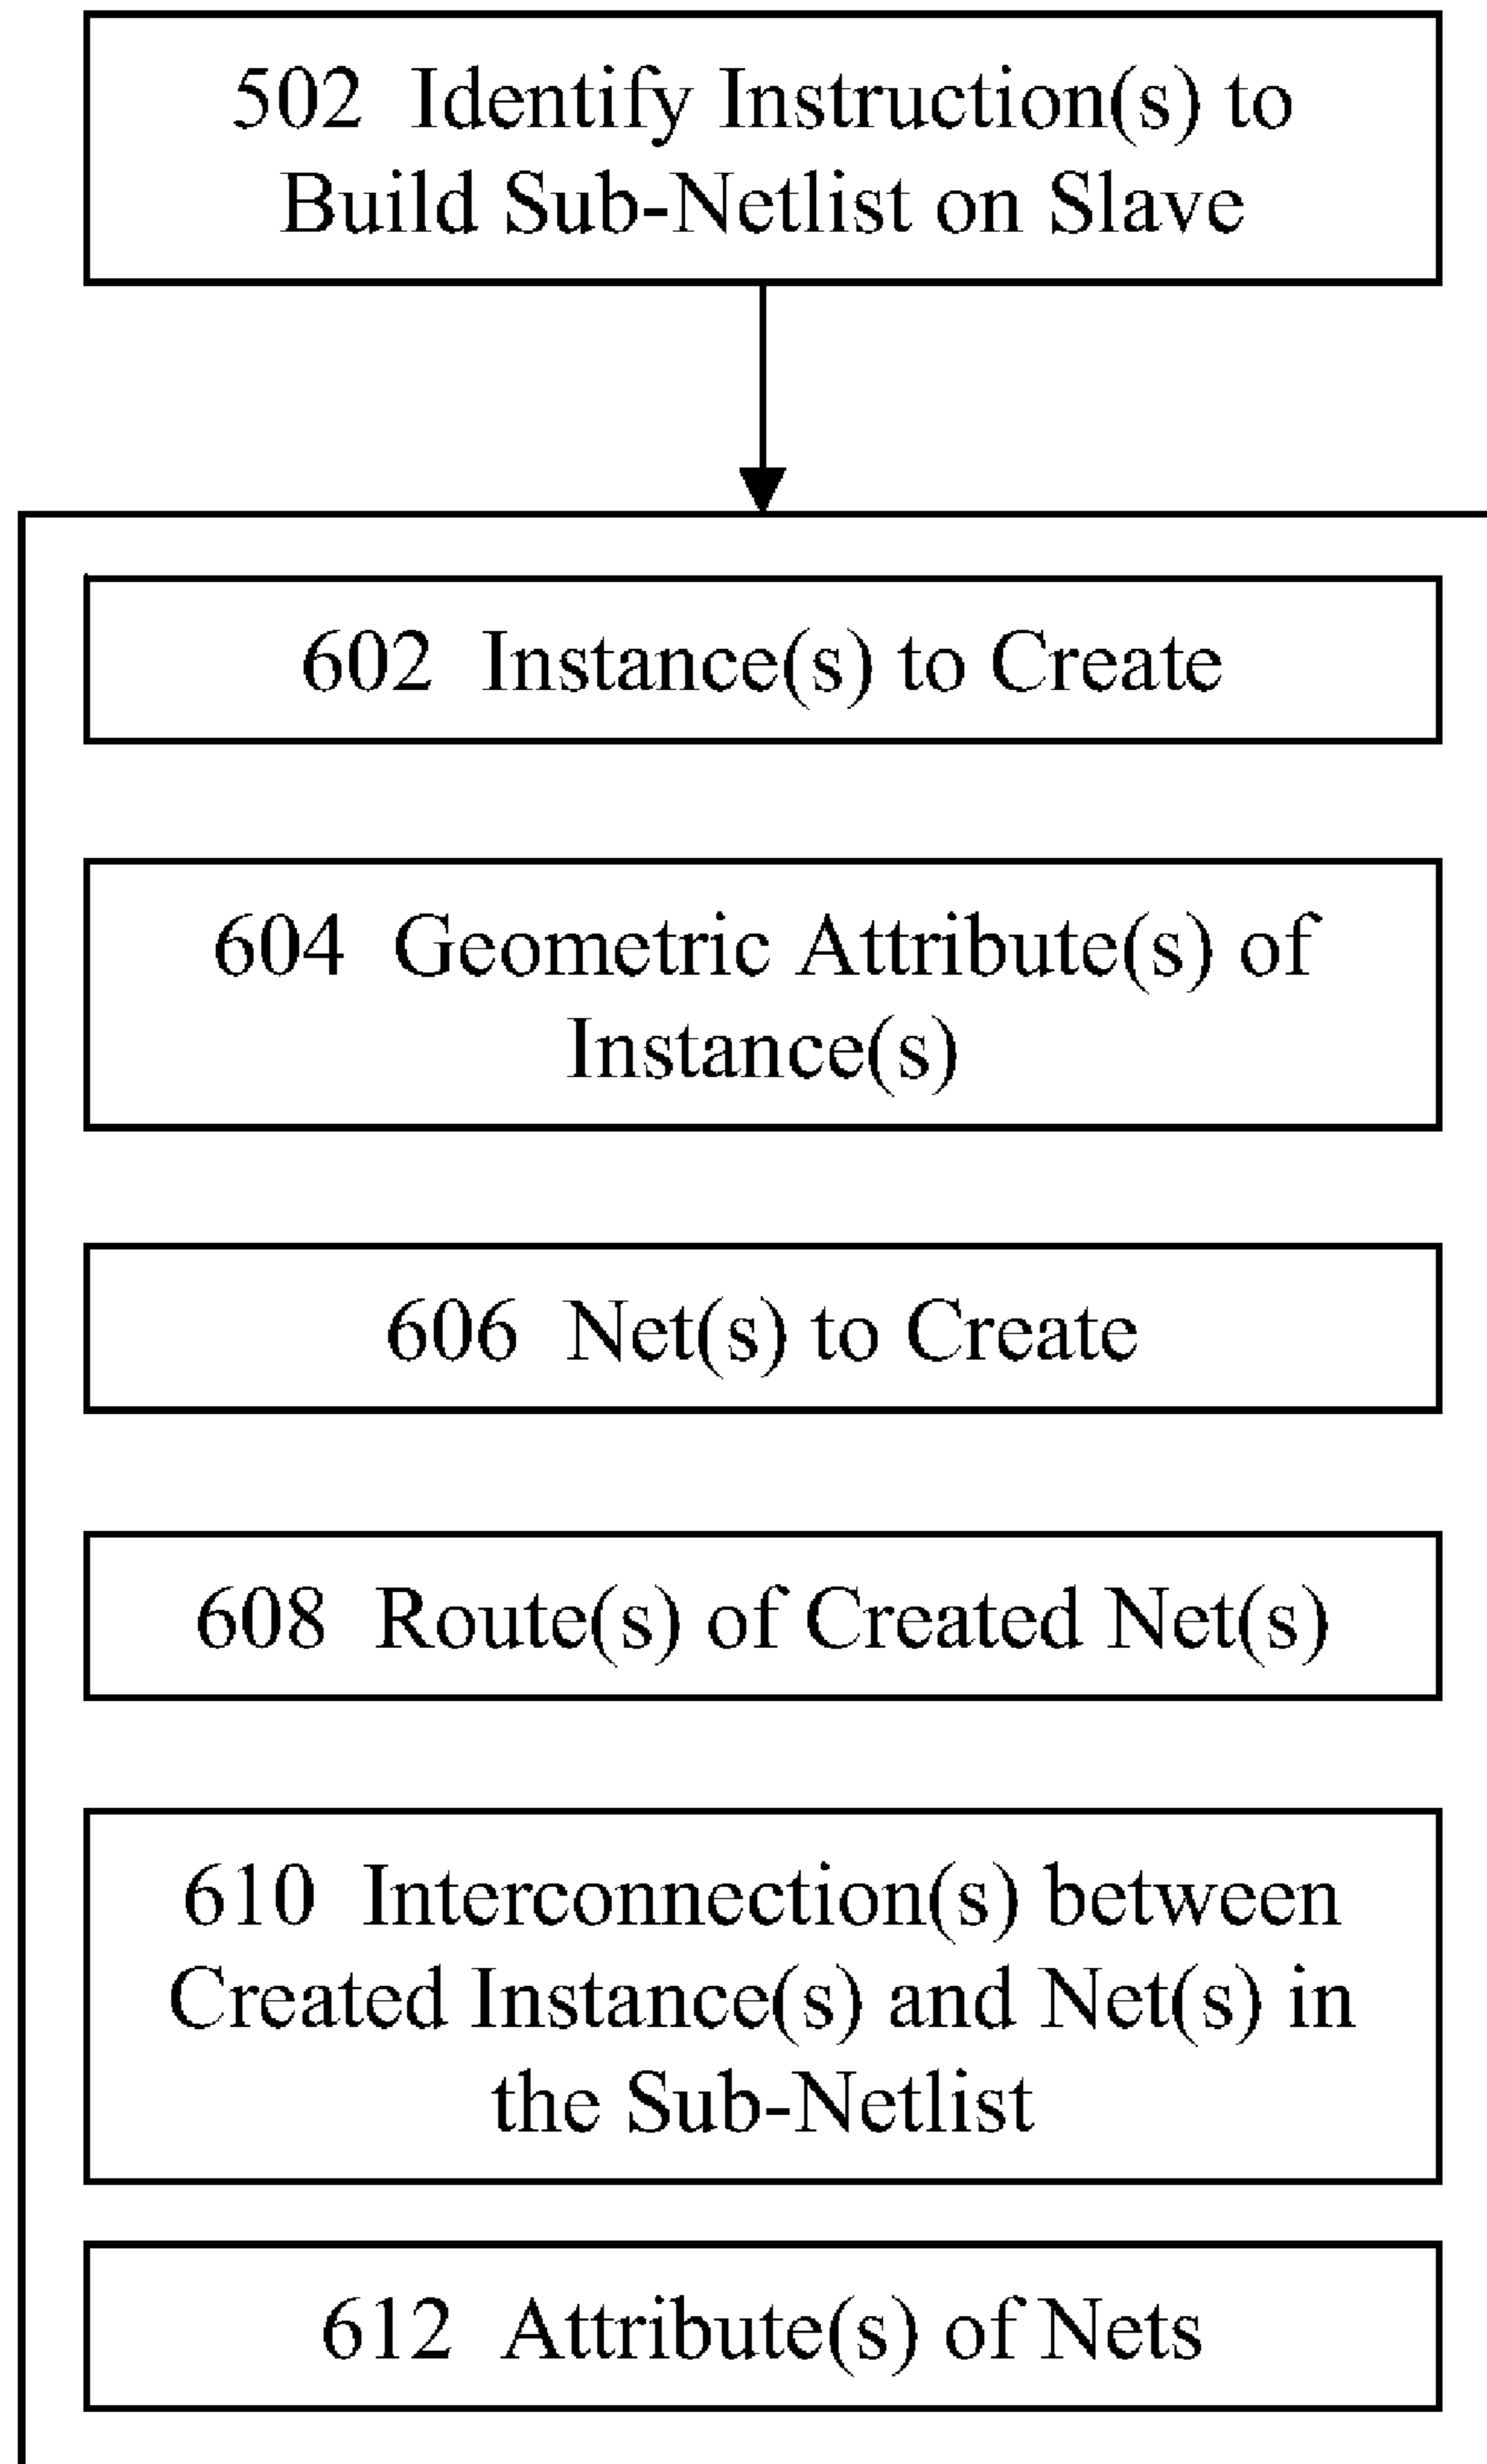 502 Identify Instruction(s) to
Build Sub-Netlist on Slave
602 Instance(s) to Create
604 Geometric Attribute(s) of
Instance(s)
606 Net(s) to Create
608 Route(s) of Created Net(s)
610 Interconnection(s) between
Created Instance(s) and Net(s) in
the Sub-Netlist
612 Attribute(s) of Nets